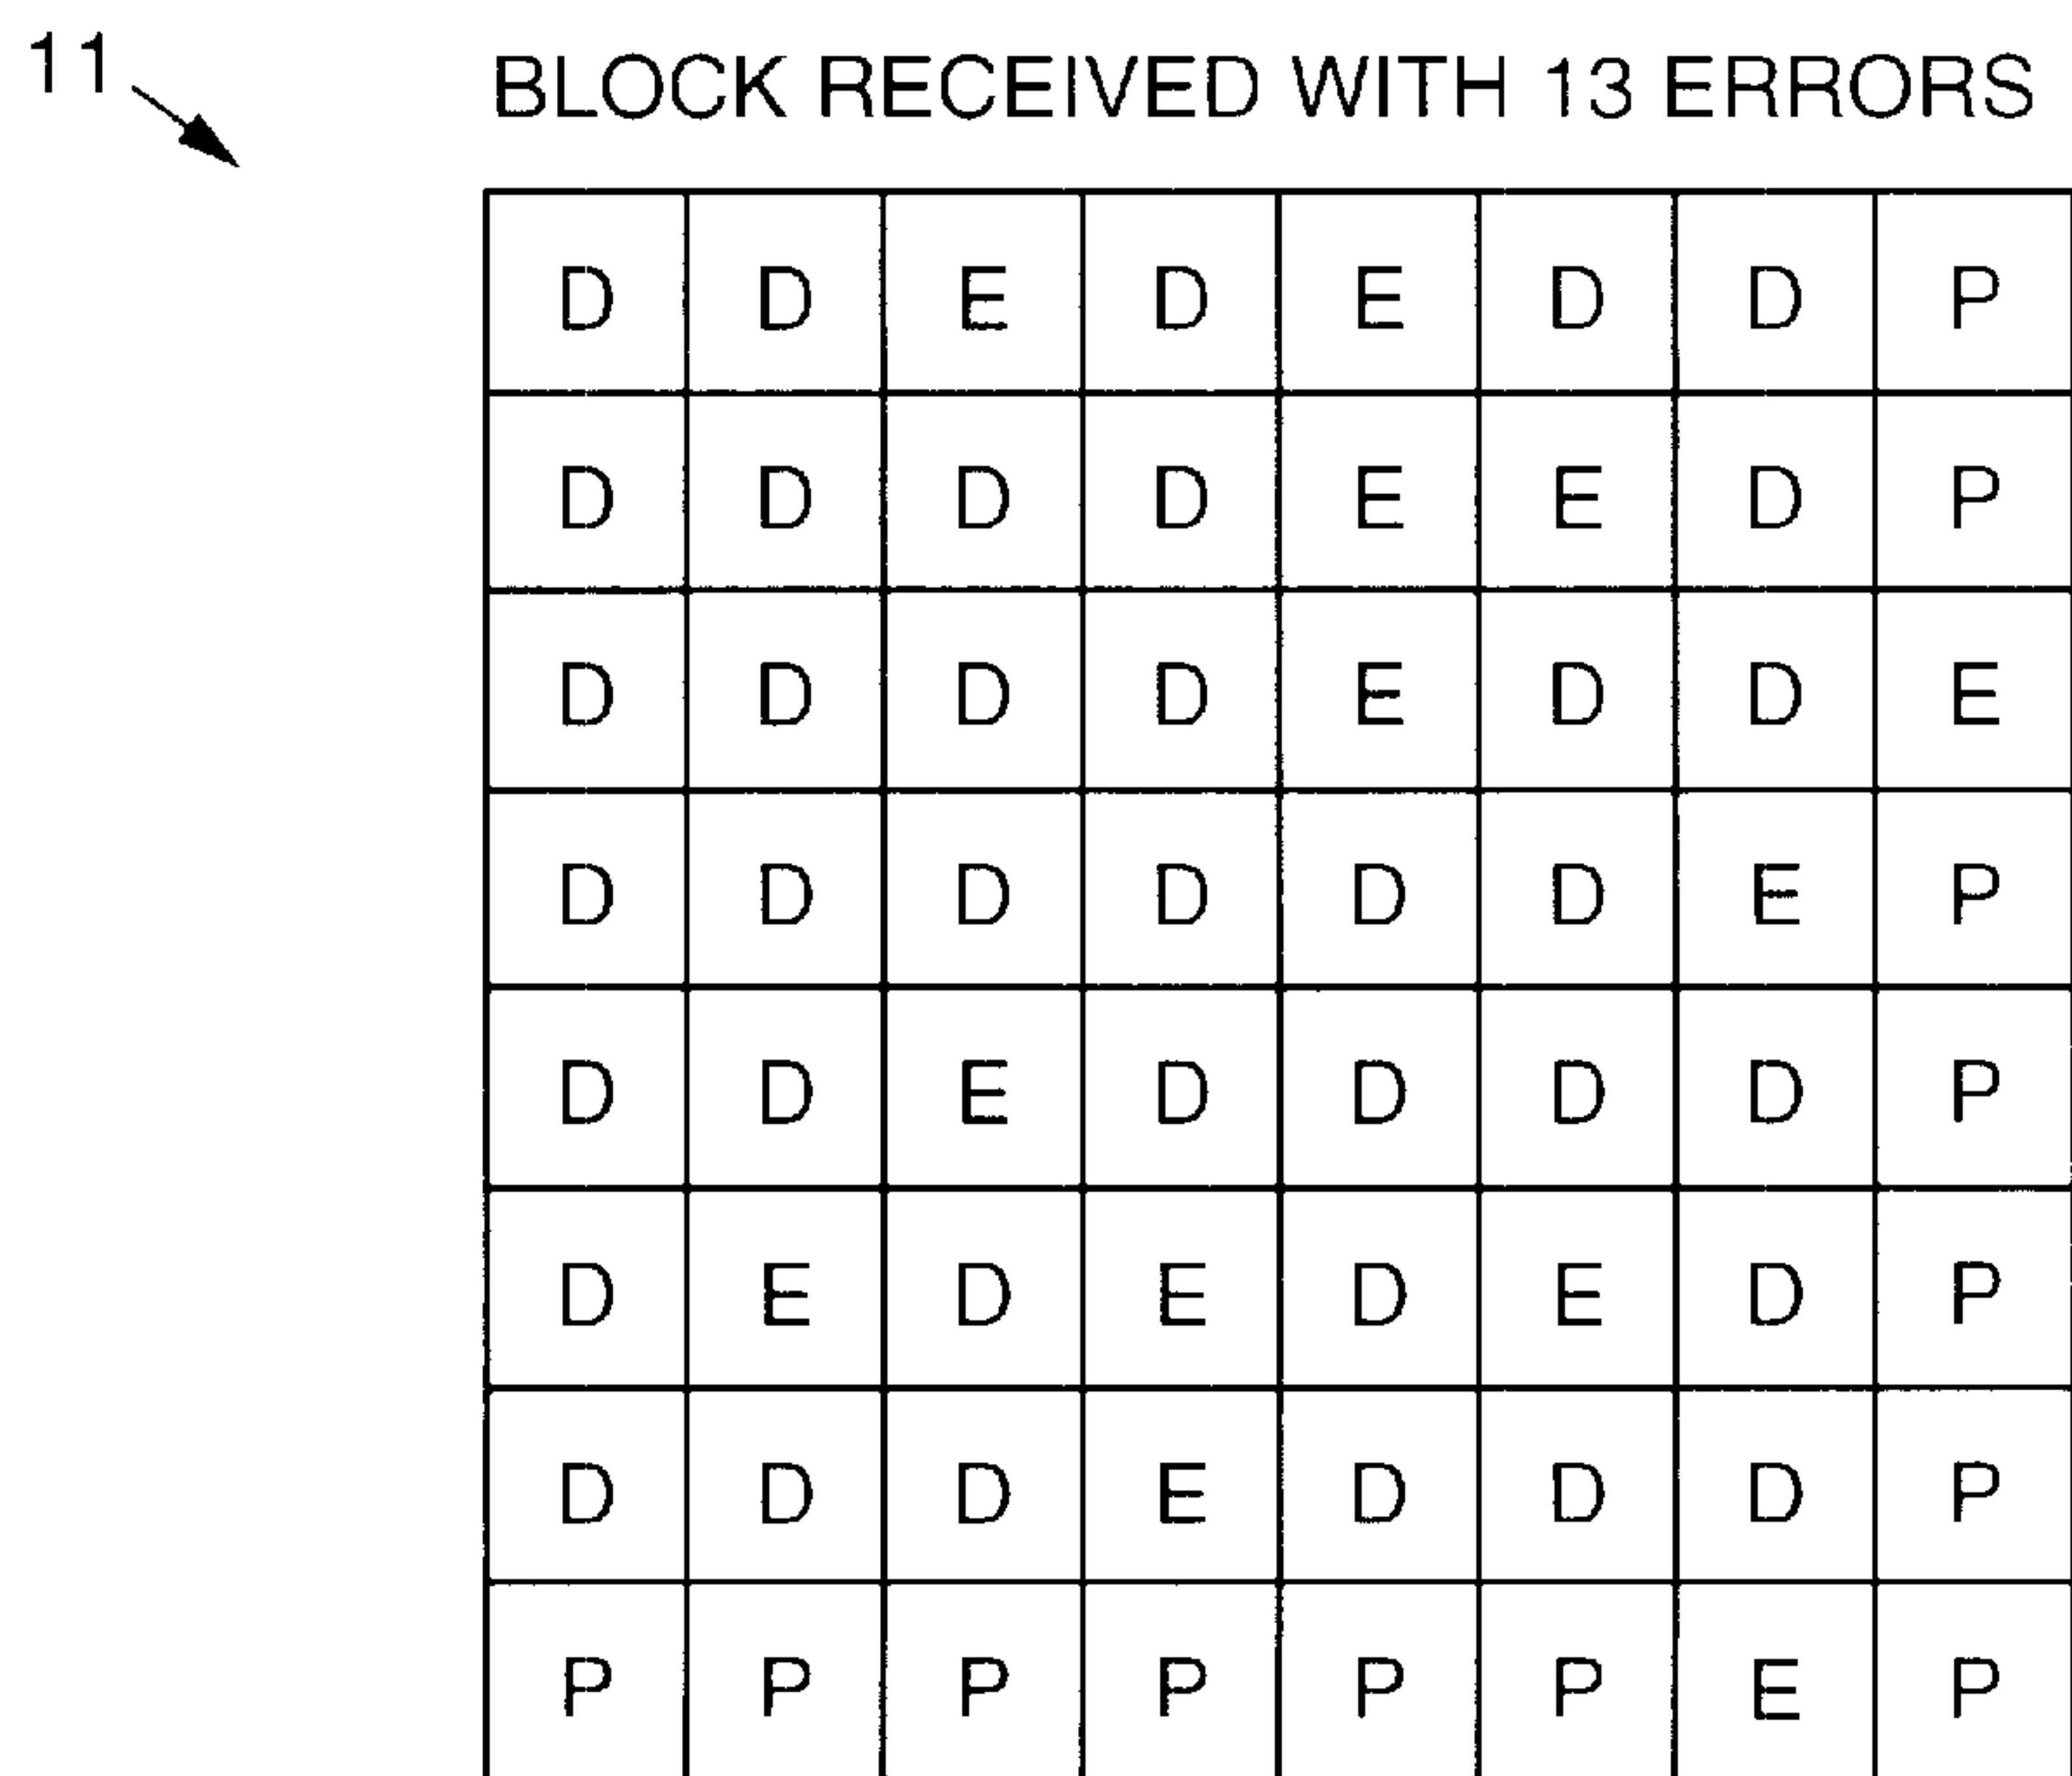 11
BLOCK RECEIVED WITH 13 ERRORS
D D E D E D D P
D D D D E E D P
D D D D E D D E
D D D D D D E P
D D E D D D D P
D E D E D E D P
D D D E D D D P
P P P P P P E P